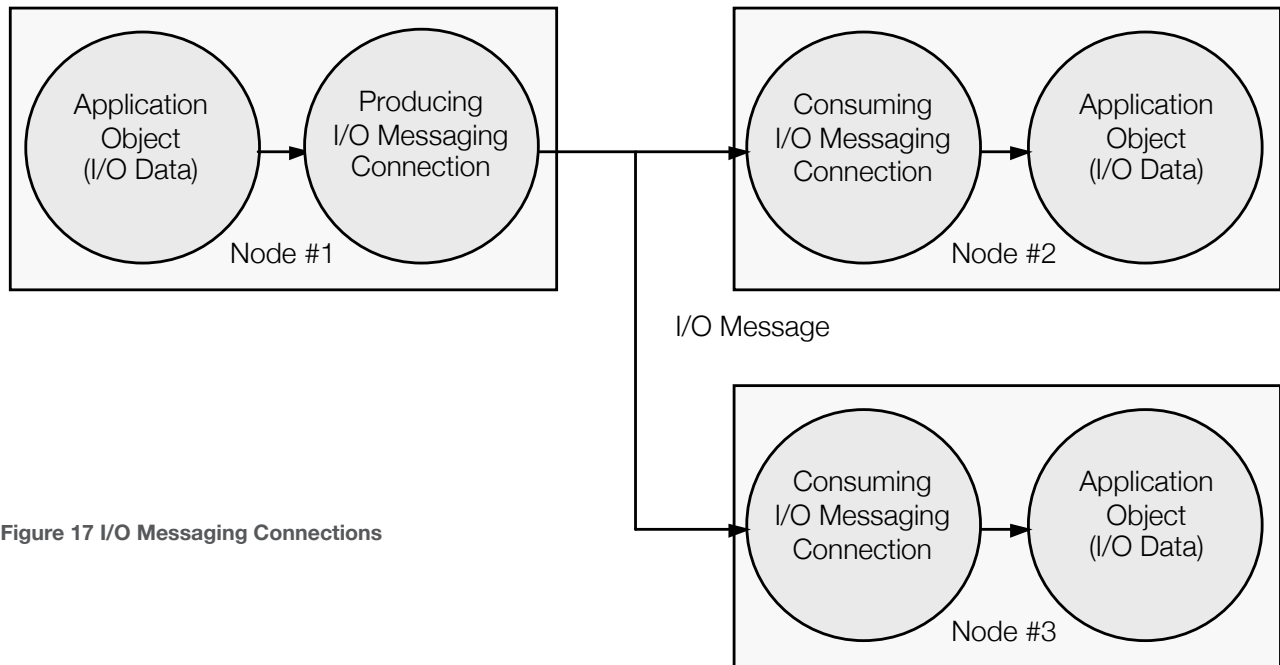 Application
Object
(I/O Data)
Producing
I/O Messaging
Connection
Node #1
Consuming
I/O Messaging
Connection
Application
Object
(I/O Data)
Node #2
I/O Message
Consuming
I/O Messaging
Connection
Application
Object
(I/O Data)
Node #3
Figure 17 I/O Messaging Connections